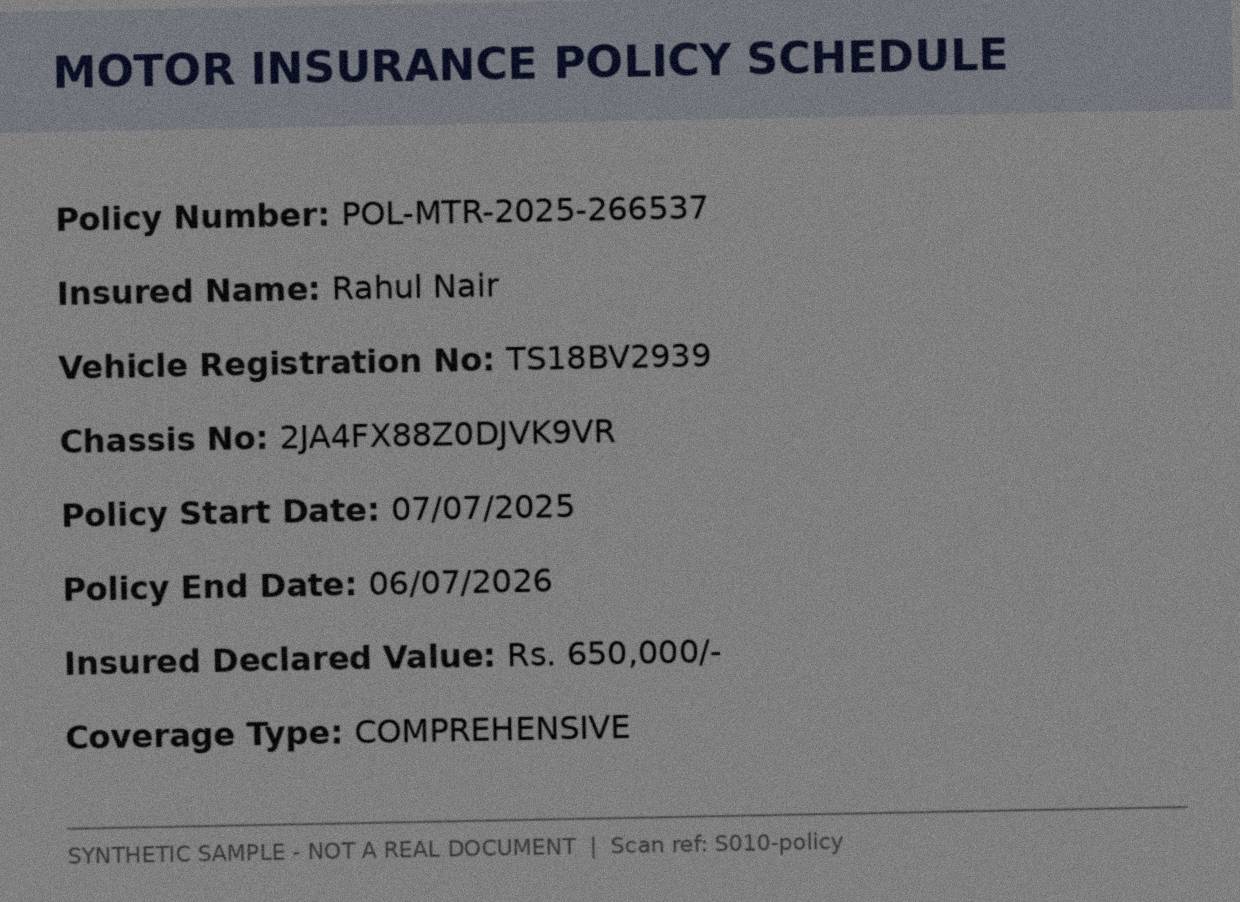 MOTOR INSURANCE POLICY SCHEDULE
Policy Number: POL-MTR-2025-266537
Insured Name: Rahul Nair
Vehicle Registration No: TS18BV2939
Chassis No: 2JA4FX88Z0DJVK9VR
Policy Start Date: 07/07/2025
Policy End Date: 06/07/2026
Insured Declared Value: Rs. 650,000/-
Coverage Type: COMPREHENSIVE
SYNTHETIC SAMPLE - NOT A REAL DOCUMENT | Scan ref: S010-policy